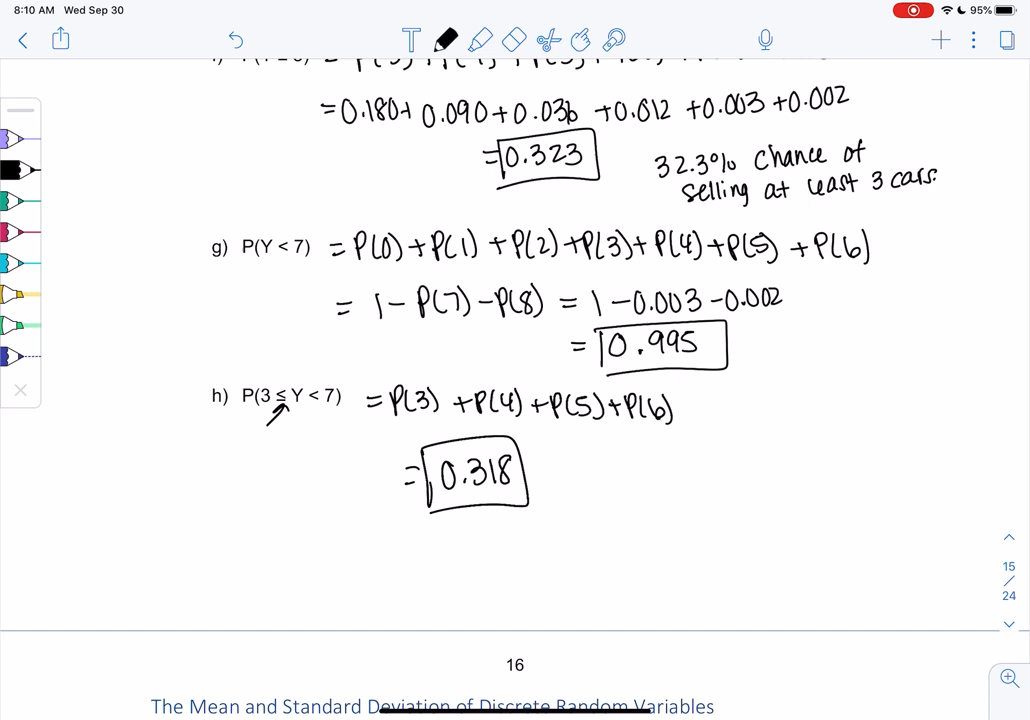 8:10 AM Wed Sep 30
95%
T
= 0.180 + 0.090 + 0.036 + 0.012 + 0.003 + 0.002
= 0.323
32.3% chance of
selling at least 3 cars.
g) P(Y < 7) = P(0) + P(1) + P(2) + P(3) + P(4) + P(5) + P(6)
= 1 - P(7) - P(8) = 1 - 0.003 - 0.002
= 0.995
h) P(3 ≤ Y < 7) = P(3) + P(4) + P(5) + P(6)
= 0.318
15
/
24
16
The Mean and Standard Deviation of Discrete Random Variables